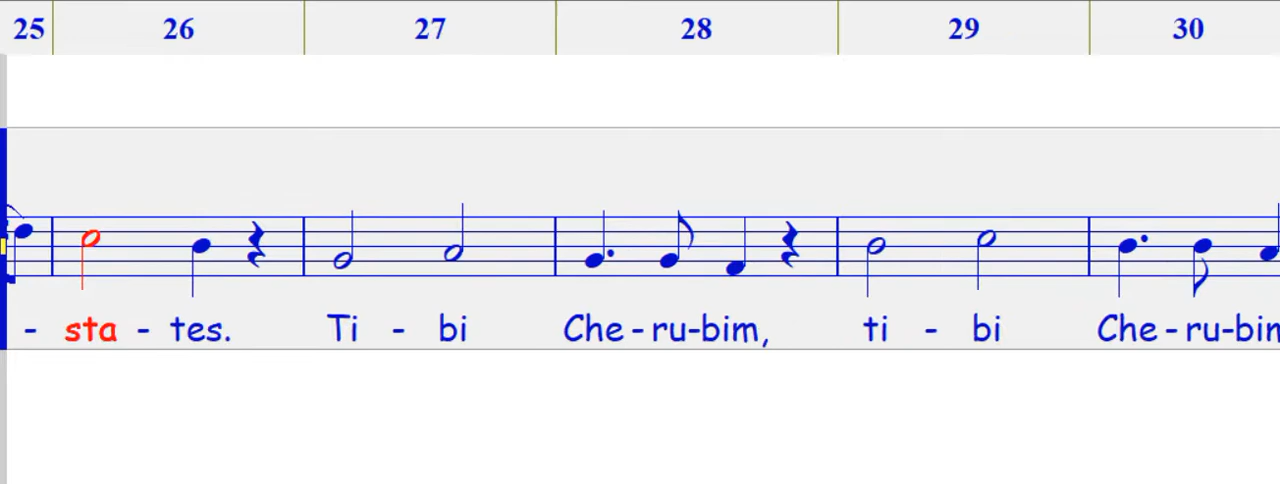 25 26 27 28 29 30
- sta - tes. Ti - bi Che - ru - bim, ti - bi Che - ru - bim